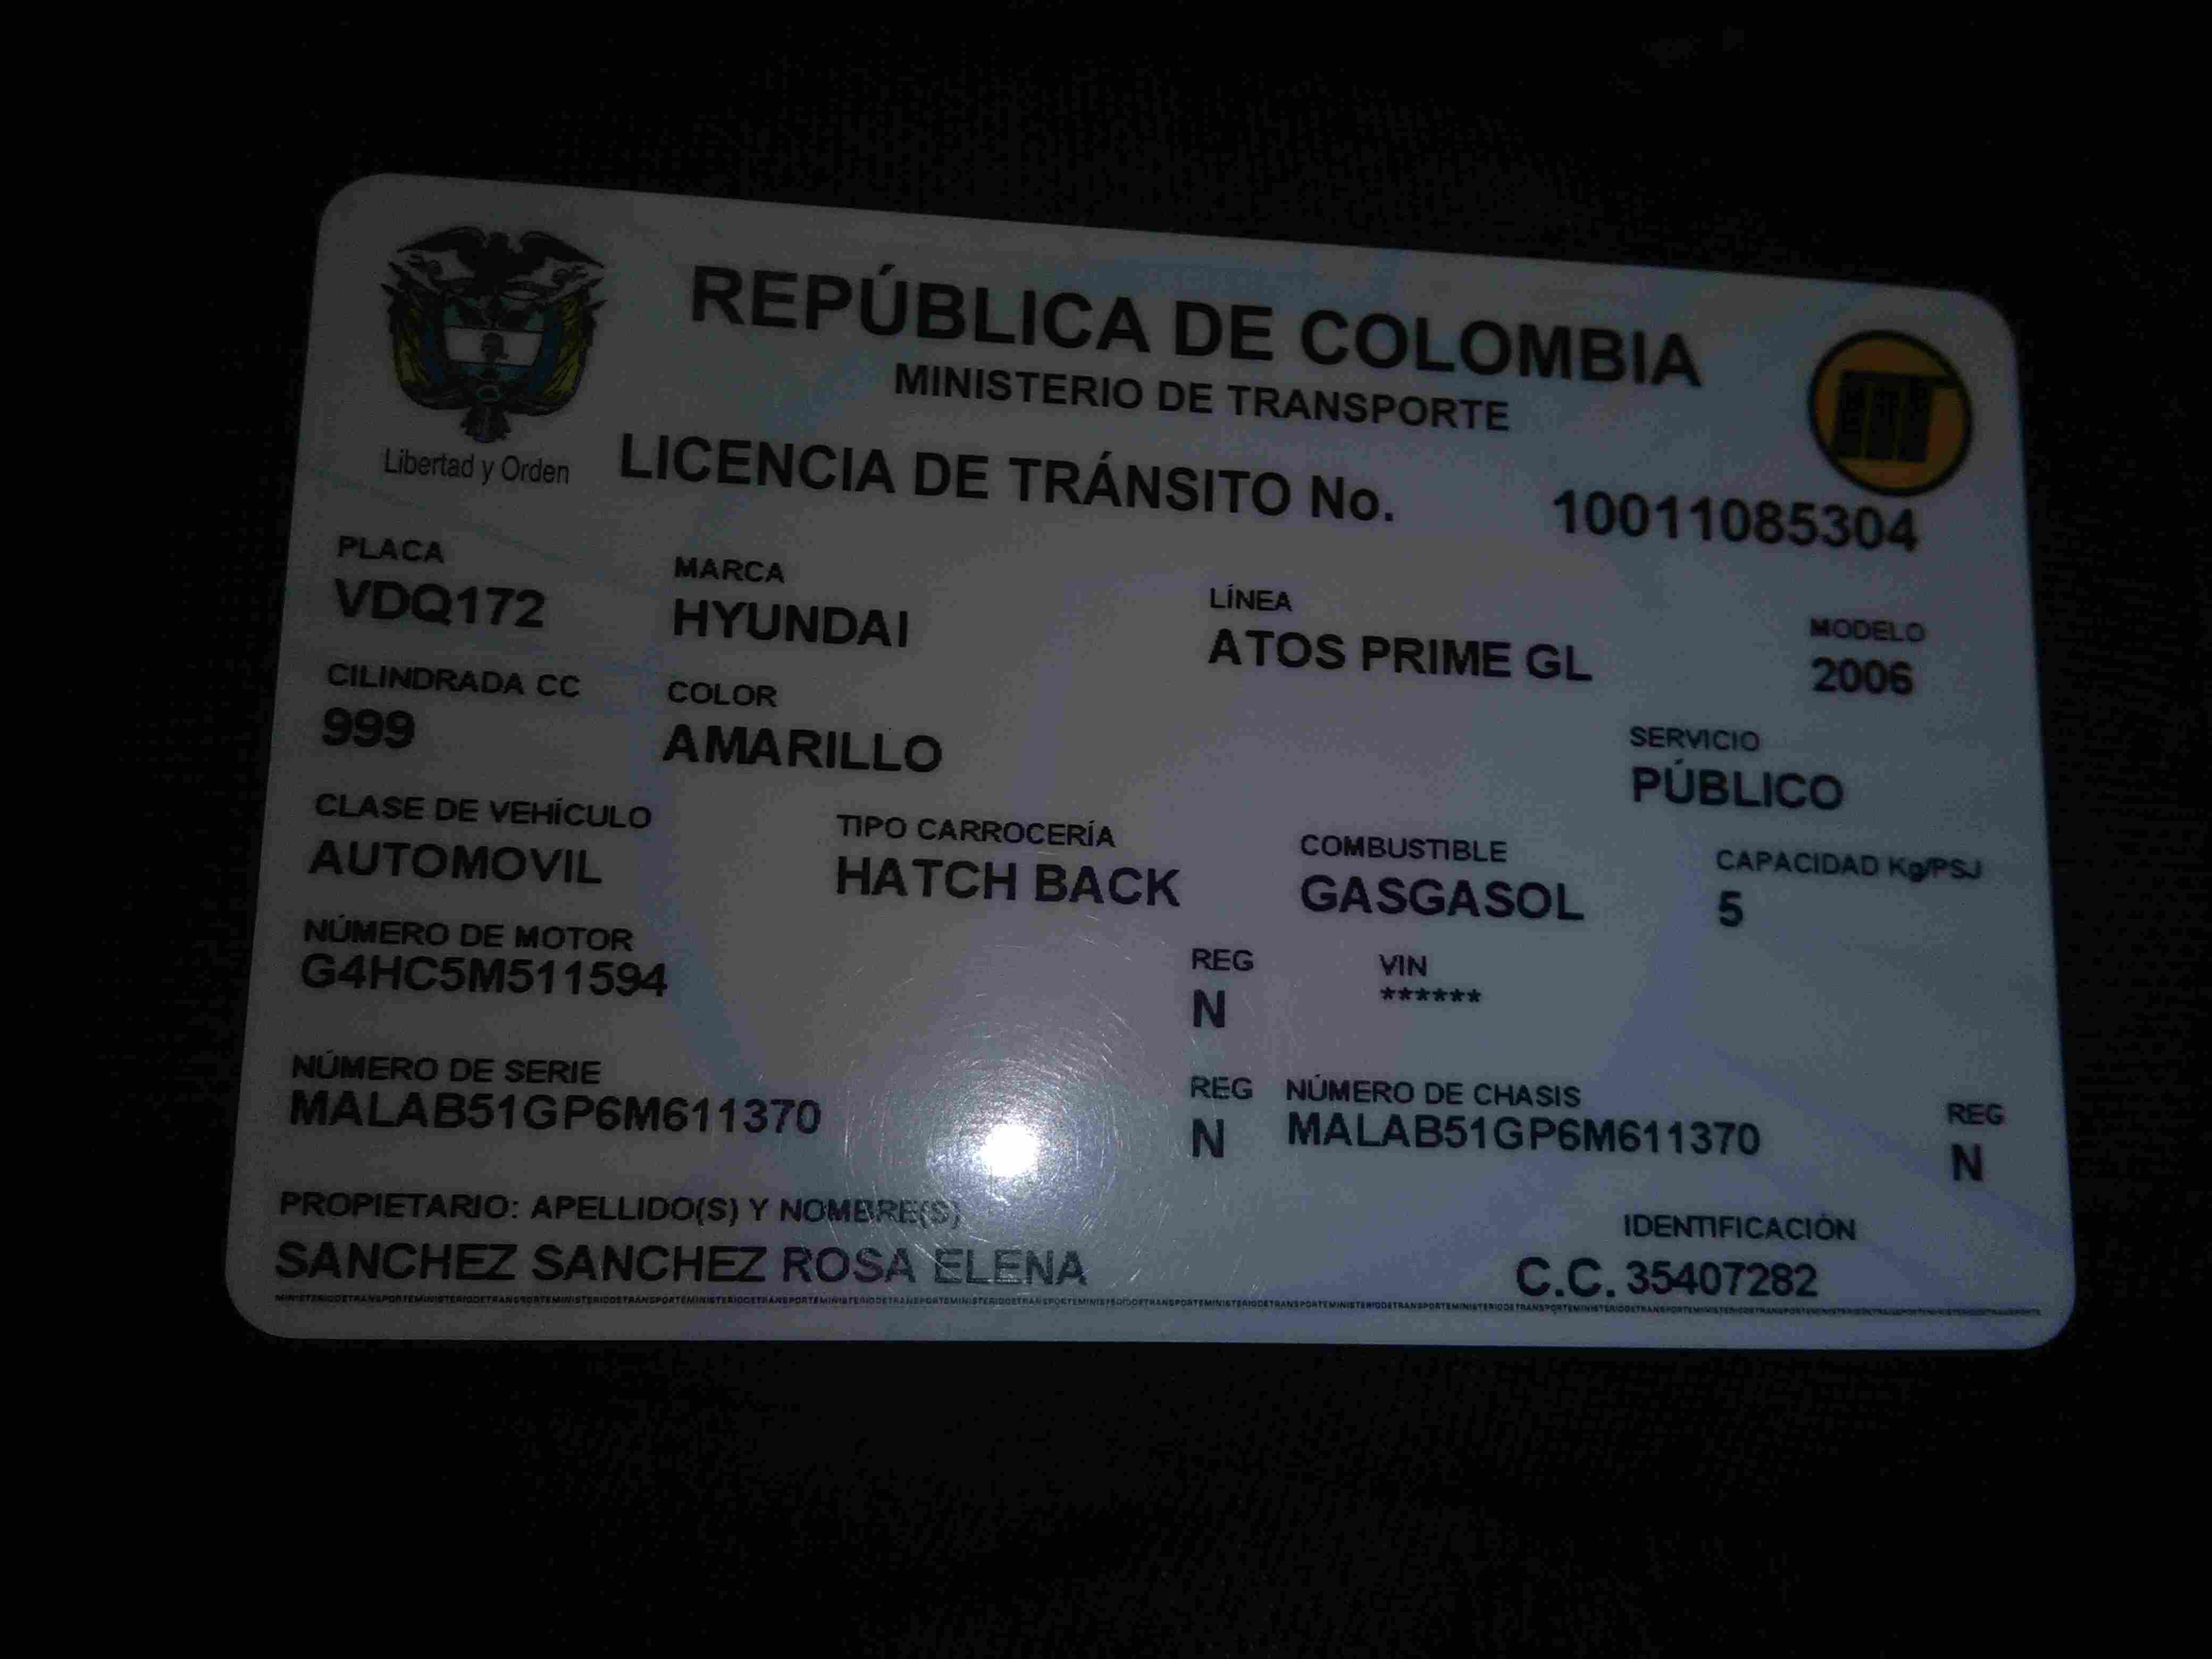 REPÚBLICA DE COLOMBIA
MINISTERIO DE TRANSPORTE
Libertad y Orden
LICENCIA DE TRÁNSITO No. 10011085304
PLACA MARCA LÍNEA MODELO
VDQ172 HYUNDAI ATOS PRIME GL 2006
CILINDRADA CC COLOR SERVICIO
999 AMARILLO PÚBLICO
CLASE DE VEHÍCULO TIPO CARROCERÍA COMBUSTIBLE CAPACIDAD Kg/PSJ
AUTOMOVIL HATCH BACK GASGASOL 5
NÚMERO DE MOTOR REG VIN
G4HC5M511594 N ******
NÚMERO DE SERIE REG NÚMERO DE CHASIS REG
MALAB51GP6M611370 N MALAB51GP6M611370 N
PROPIETARIO: APELLIDO(S) Y NOMBRE(S) IDENTIFICACIÓN
SANCHEZ SANCHEZ ROSA ELENA C.C. 35407282